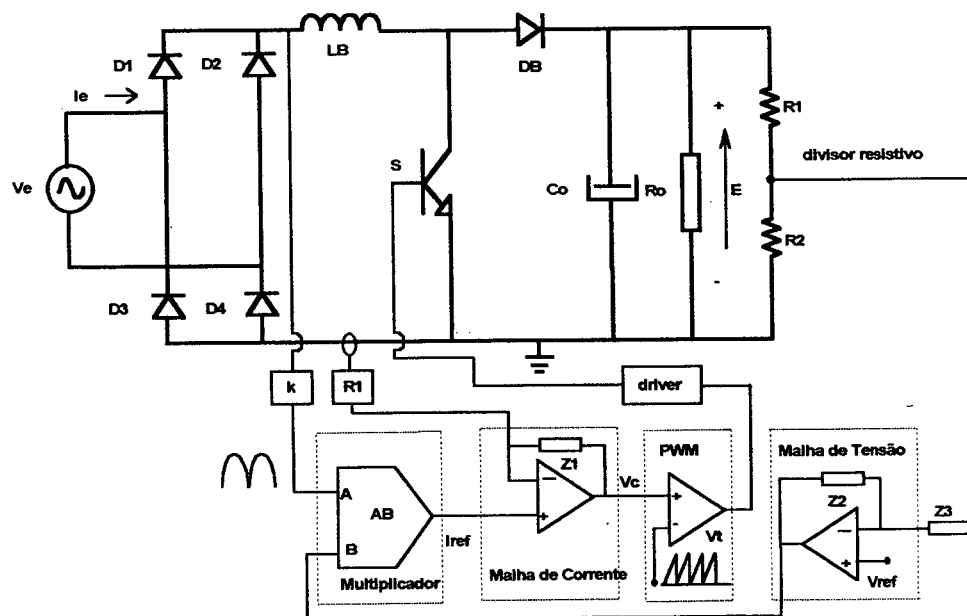 LB
DB
D1
D2
Ie
R1
S
divisor resistivo
Ve
Co
Ro
+
E
-
R2
D3
D4
k
R1
driver
PWM
Malha de Tensão
A
AB
B
Iref
Multiplicador
Z1
-
+
Vc
Malha de Corrente
+
-
Vt
Z2
-
+
Vref
Z3